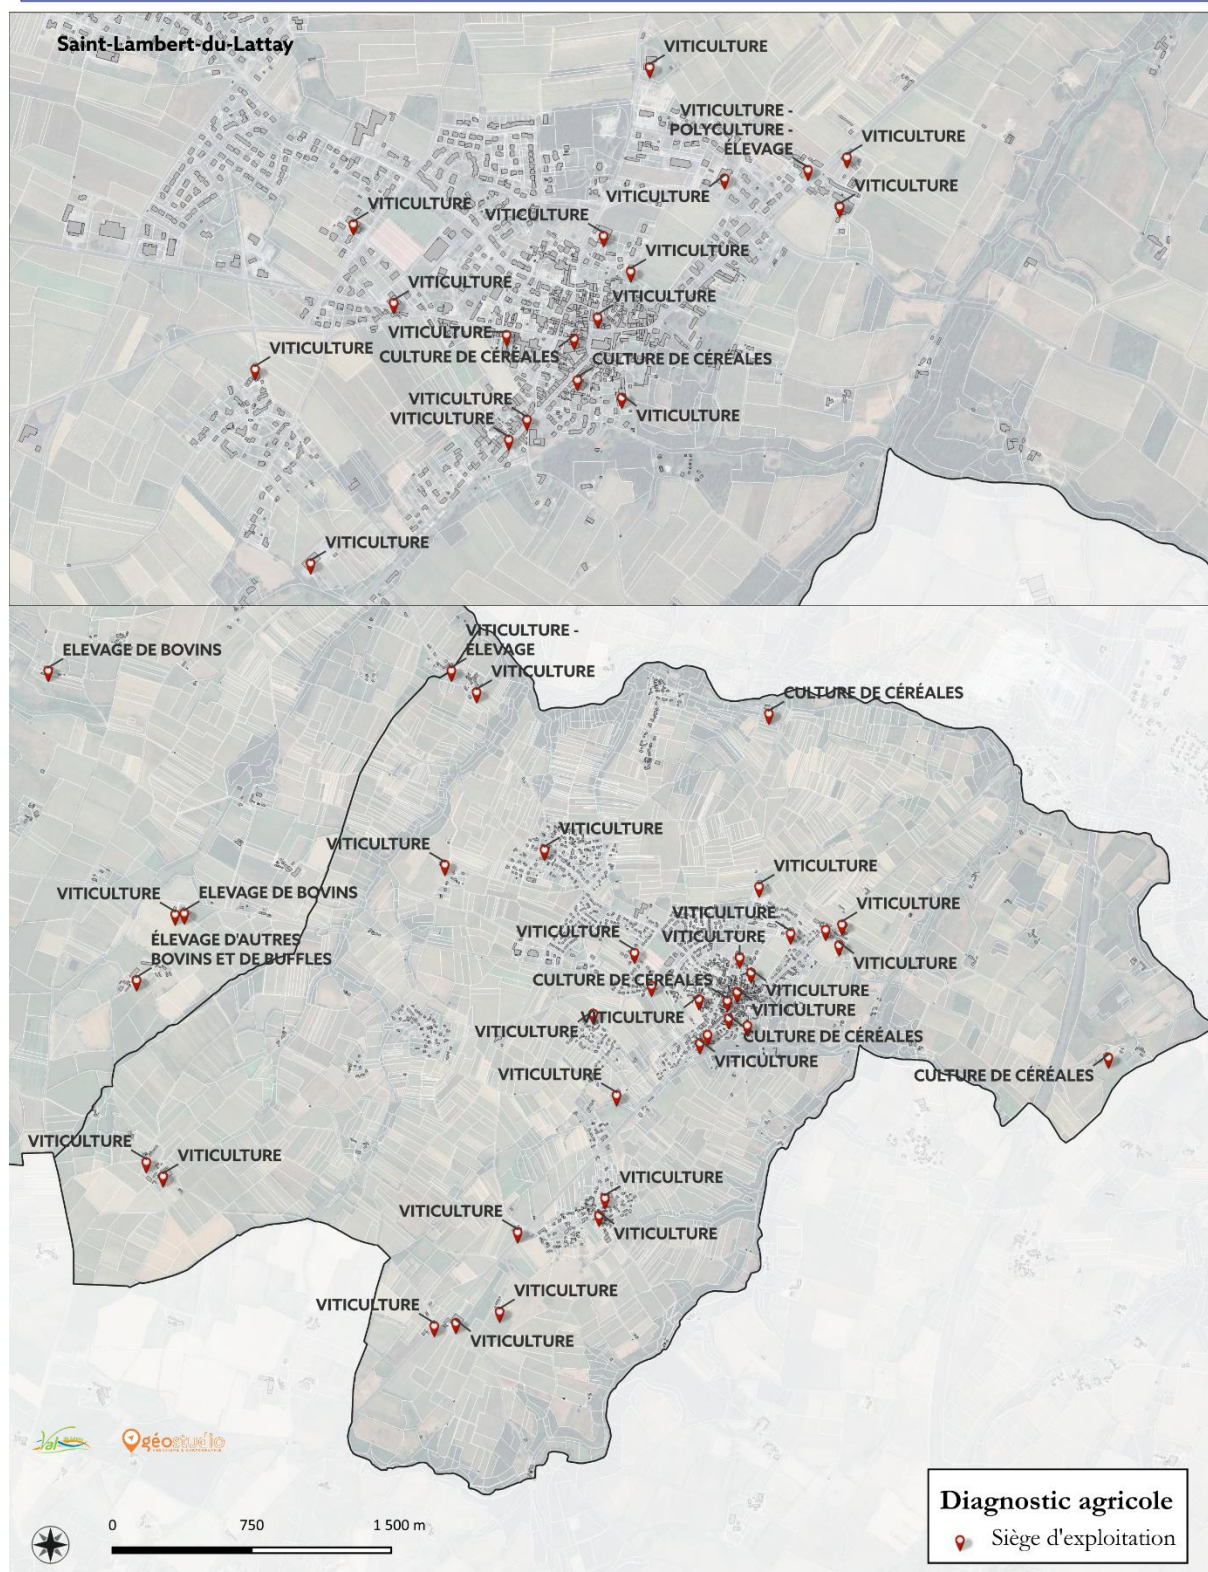 Saint-Lambert-du-Lattay
VITICULTURE
VITICULTURE -
POLYCULTURE -
ÉLEVAGE
VITICULTURE
VITICULTURE
VITICULTURE
VITICULTURE
VITICULTURE
VITICULTURE
VITICULTURE
VITICULTURE
VITICULTURE
CULTURE DE CÉRÉALES
CULTURE DE CÉRÉALES
VITICULTURE
VITICULTURE
VITICULTURE
VITICULTURE
VITICULTURE
VITICULTURE -
ÉLEVAGE
ELEVAGE DE BOVINS
VITICULTURE
CULTURE DE CÉRÉALES
VITICULTURE
VITICULTURE
VITICULTURE
VITICULTURE
ELEVAGE DE BOVINS
VITICULTURE
VITICULTURE
VITICULTURE
VITICULTURE
ÉLEVAGE D'AUTRES
BOVINS ET DE BUFFLES
VITICULTURE
CULTURE DE CÉRÉALES
VITICULTURE
VITICULTURE
VITICULTURE
VITICULTURE
CULTURE DE CÉRÉALES
VITICULTURE
CULTURE DE CÉRÉALES
VITICULTURE
VITICULTURE
VITICULTURE
VITICULTURE
VITICULTURE
VITICULTURE
VITICULTURE
VITICULTURE
VITICULTURE
Val
géostudio
0
750
1 500 m
Diagnostic agricole
Siège d'exploitation